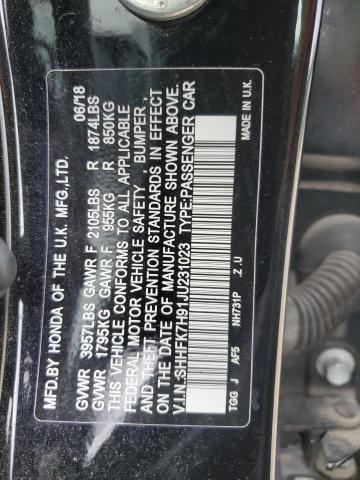 MFD.BY HONDA OF THE U.K. MFG.,LTD. 06/18
GVWR 3957LBS GAWR F 2105LBS R 1874LBS
GVWR 1795KG GAWR F 955KG R 850KG
THIS VEHICLE CONFORMS TO ALL APPLICABLE
FEDERAL MOTOR VEHICLE SAFETY , BUMPER ,
AND THEFT PREVENTION STANDARDS IN EFFECT
ON THE DATE OF MANUFACTURE SHOWN ABOVE.
V.I.N.:SHHFK7H91JU231023 TYPE:PASSENGER CAR
MADE IN U.K.
TGG J AF5 NH731P .Z .U